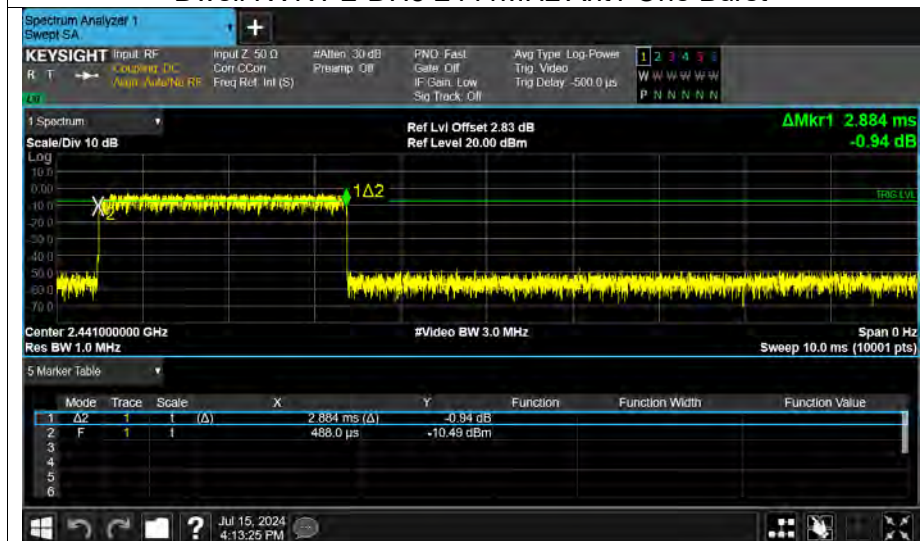 Spectrum Analyzer 1
Swept SA
+
KEYSIGHT Input: RF Input Z: 50 Ω #Atten: 30 dB PNO: Fast Avg Type: Log-Power 1 2 3 4 5 6
R T Coupling: DC Corr CCorr Preamp: Off Gate: Off Trig: Video W W W W W W
Align: Auto/No RF Freq Ref: Int (S) IF Gain: Low Trig Delay: -500.0 µs P N N N N N
Sig Track: Off
1 Spectrum
ΔMkr1 2.884 ms
Ref Lvl Offset 2.83 dB
Scale/Div 10 dB Ref Level 20.00 dBm -0.94 dB
Log
10.0
0.00
-10.0
-20.0
-30.0
-40.0
-50.0
-60.0
-70.0
1Δ2
TRIG LVL
2
Center 2.441000000 GHz #Video BW 3.0 MHz Span 0 Hz
Res BW 1.0 MHz Sweep 10.0 ms (10001 pts)
5 Marker Table
Mode Trace Scale X Y Function Function Width Function Value
1 Δ2 1 t (Δ) 2.884 ms (Δ) -0.94 dB
2 F 1 t 488.0 µs -10.49 dBm
3
4
5
6
?
Jul 15, 2024
4:13:25 PM